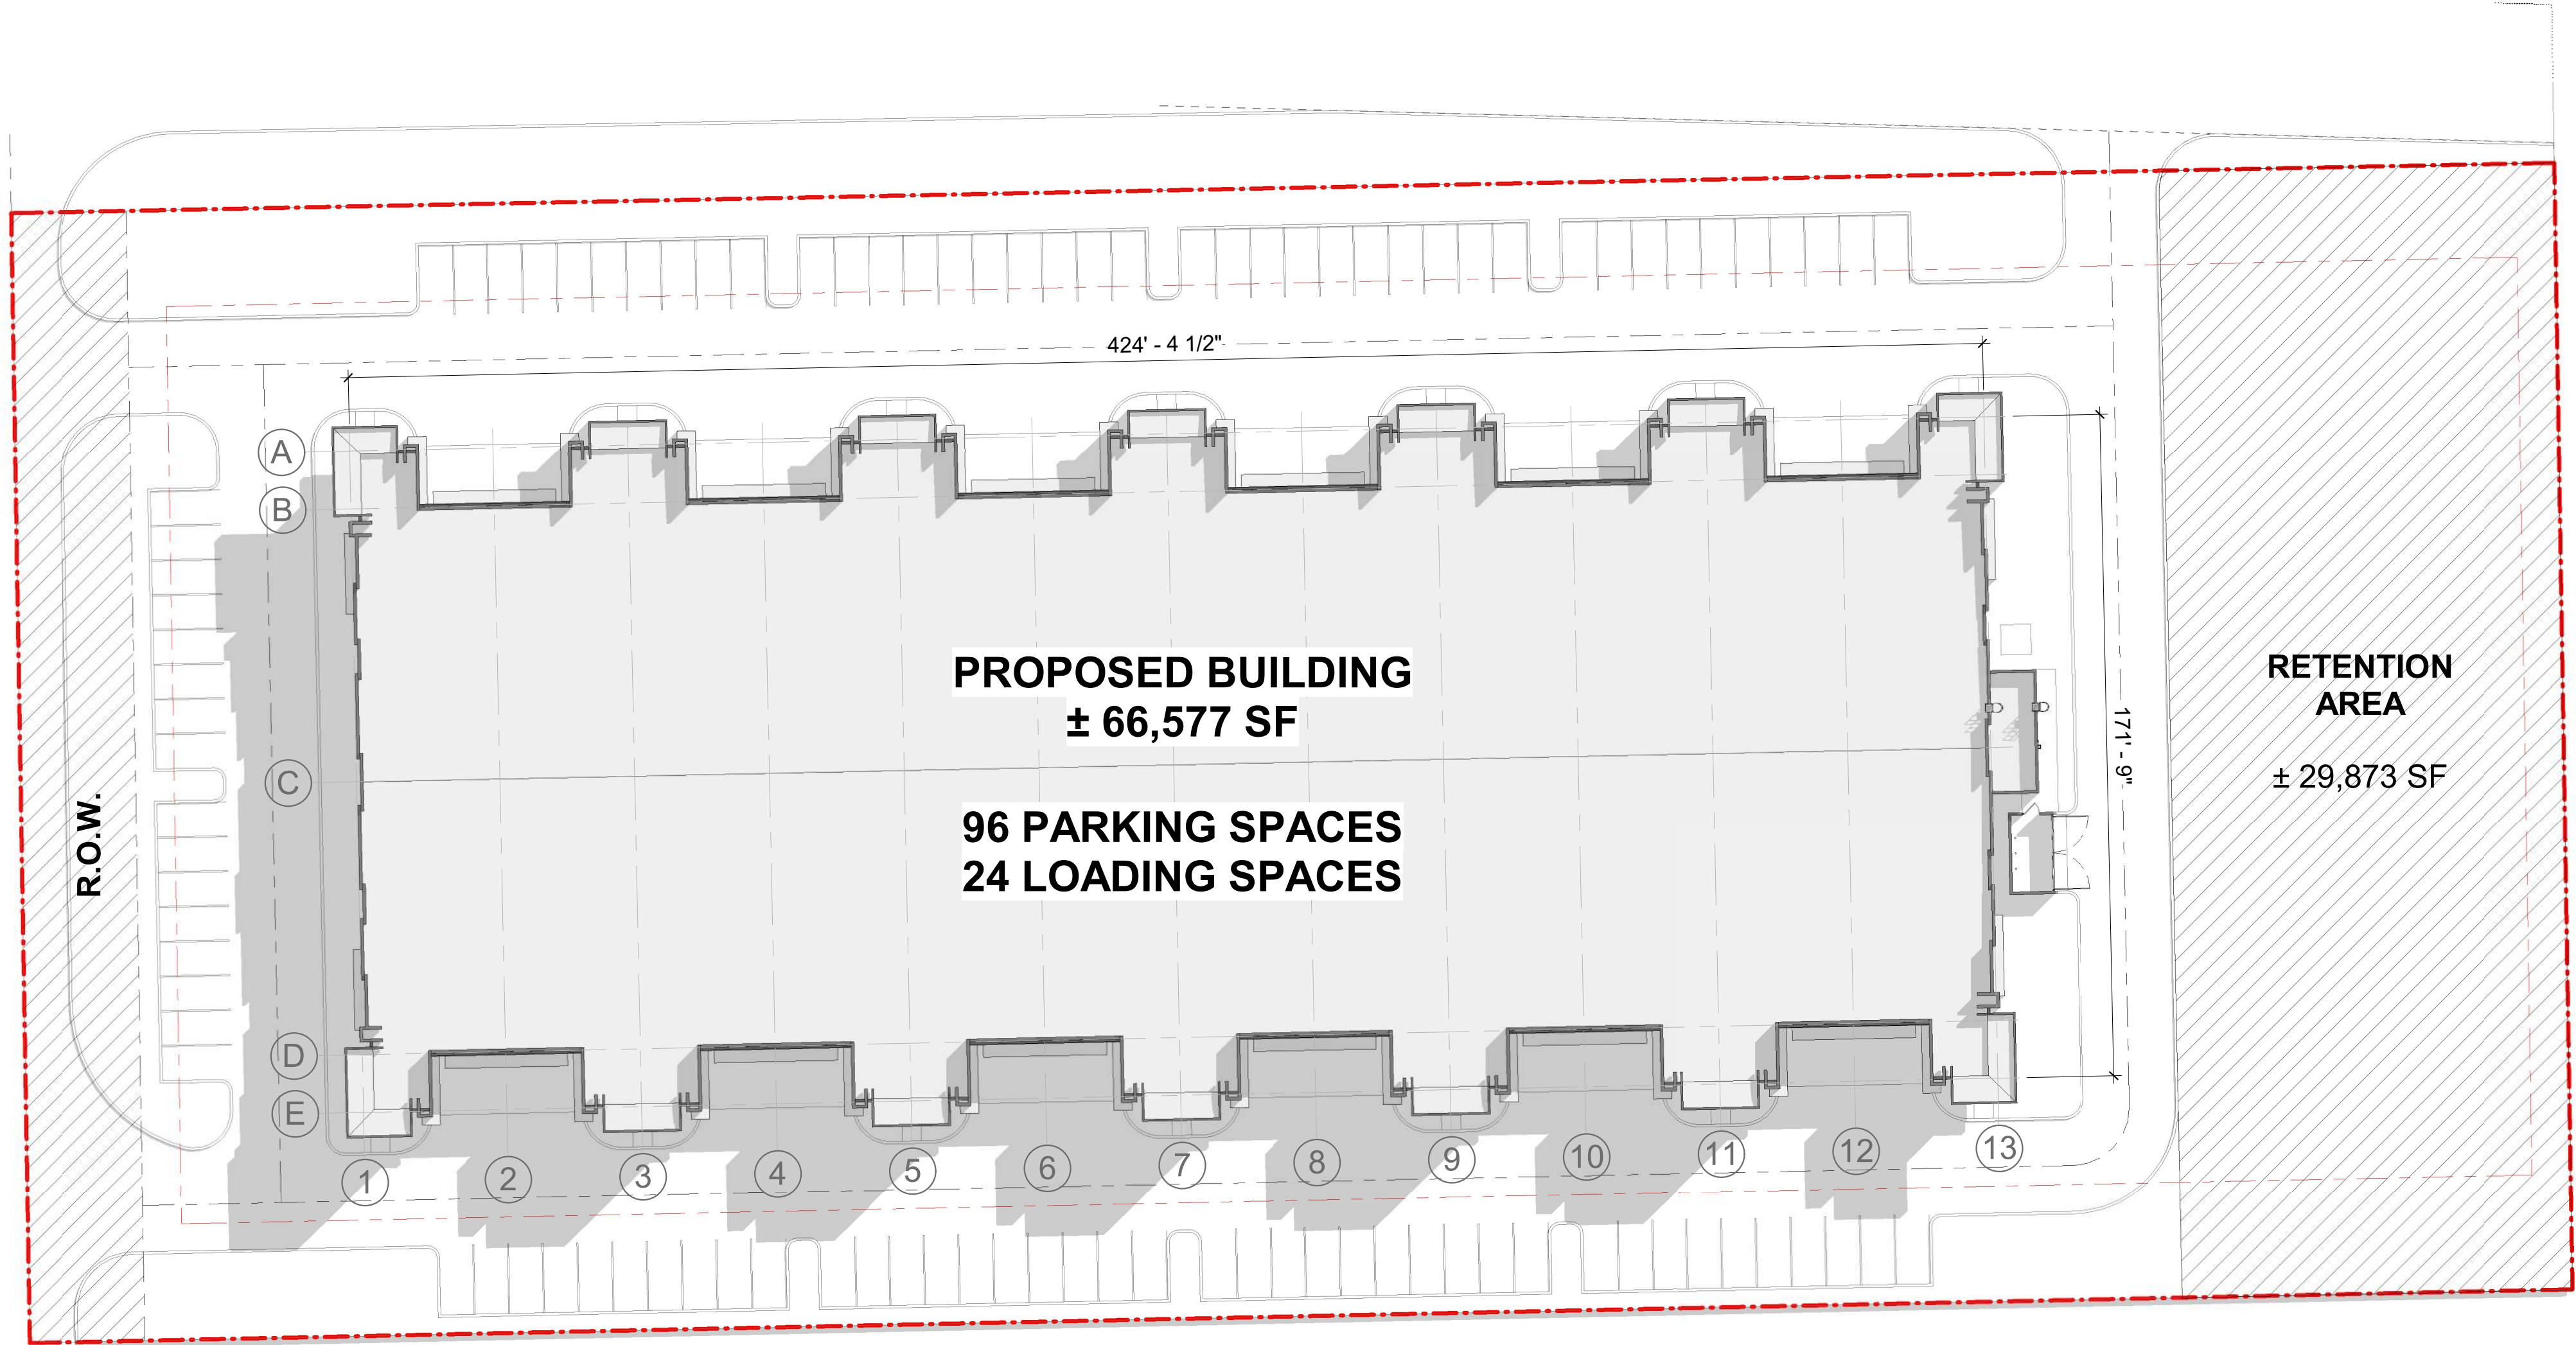 424' - 4 1/2"
A
B
C
D
E
PROPOSED BUILDING
± 66,577 SF
96 PARKING SPACES
24 LOADING SPACES
R.O.W.
171' - 9"
RETENTION
AREA
± 29,873 SF
1
2
3
4
5
6
7
8
9
10
11
12
13